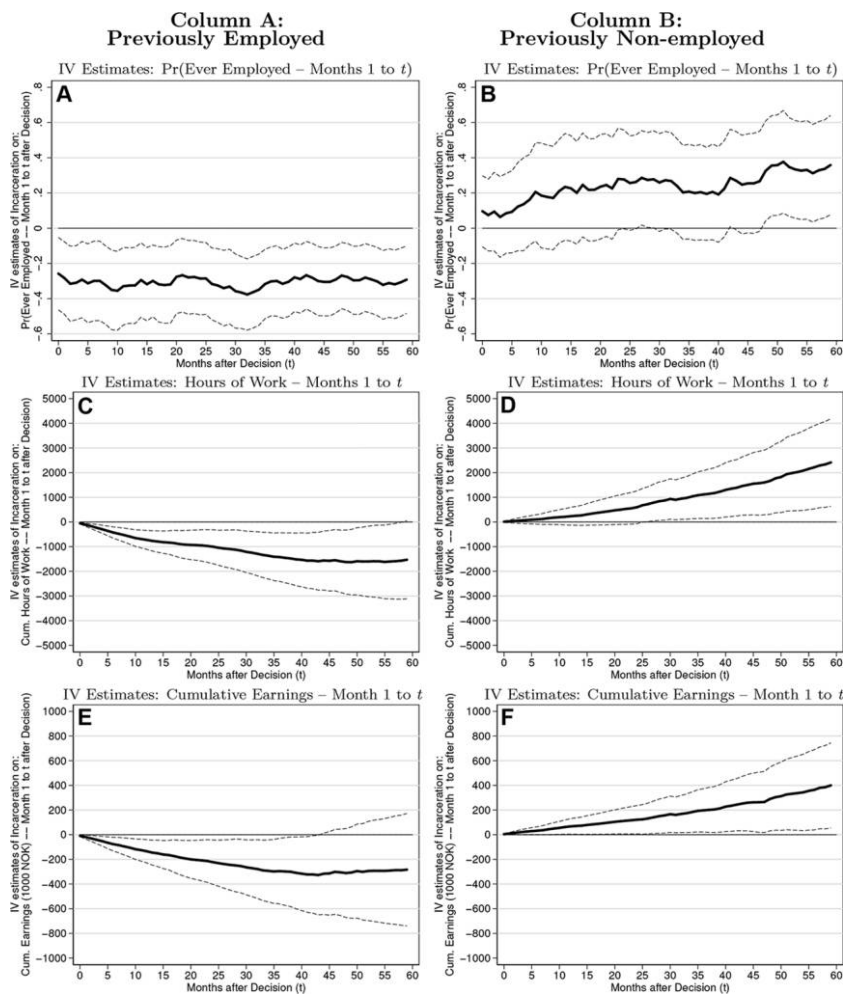 Column A:
Previously Employed
Column B:
Previously Non-employed
IV Estimates: Pr(Ever Employed – Months 1 to t)
A
IV estimates of Incarceration on:
Pr(Ever Employed –– Month 1 to t after Decision)
.8
.6
.4
.2
0
-.2
-.4
-.6
0 5 10 15 20 25 30 35 40 45 50 55 60
Months after Decision (t)
IV Estimates: Pr(Ever Employed – Months 1 to t)
B
IV estimates of Incarceration on:
Pr(Ever Employed –– Month 1 to t after Decision)
.8
.6
.4
.2
0
-.2
-.4
-.6
0 5 10 15 20 25 30 35 40 45 50 55 60
Months after Decision (t)
IV Estimates: Hours of Work – Months 1 to t
C
IV estimates of Incarceration on:
Cum. Hours of Work –– Month 1 to t after Decision)
5000
4000
3000
2000
1000
0
-1000
-2000
-3000
-4000
-5000
0 5 10 15 20 25 30 35 40 45 50 55 60
Months after Decision (t)
IV Estimates: Hours of Work – Months 1 to t
D
IV estimates of Incarceration on:
Cum. Hours of Work –– Month 1 to t after Decision)
5000
4000
3000
2000
1000
0
-1000
-2000
-3000
-4000
-5000
0 5 10 15 20 25 30 35 40 45 50 55 60
Months after Decision (t)
IV Estimates: Cumulative Earnings – Month 1 to t
E
IV estimates of Incarceration on:
Cum. Earnings (1000 NOK) –– Month 1 to t after Decision)
1000
800
600
400
200
0
-200
-400
-600
-800
-1000
0 5 10 15 20 25 30 35 40 45 50 55 60
Months after Decision (t)
IV Estimates: Cumulative Earnings – Month 1 to t
F
IV estimates of Incarceration on:
Cum. Earnings (1000 NOK) –– Month 1 to t after Decision)
1000
800
600
400
200
0
-200
-400
-600
-800
-1000
0 5 10 15 20 25 30 35 40 45 50 55 60
Months after Decision (t)